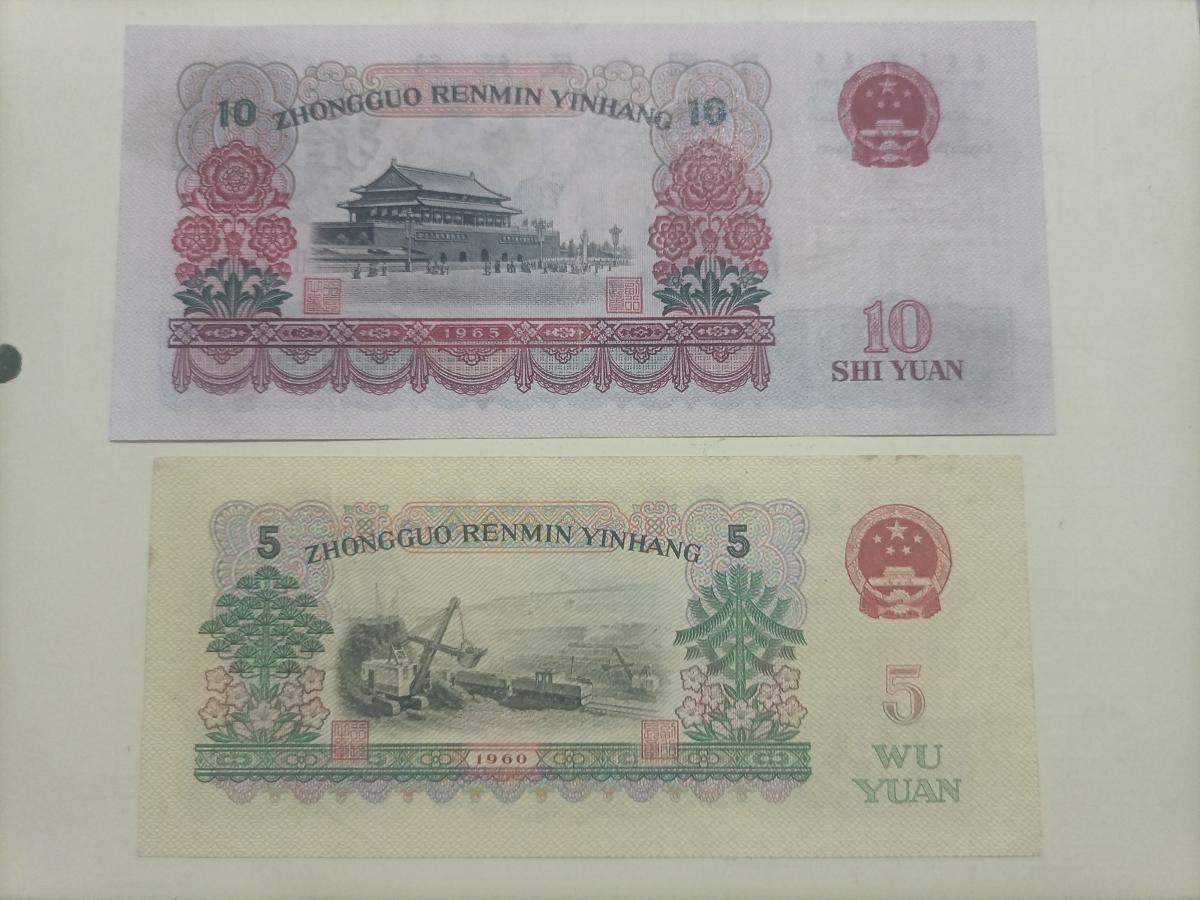 10 ZHONGGUO RENMIN YINHANG 10
1965
10
SHI YUAN
5 ZHONGGUO RENMIN YINHANG 5
1960
5
WU
YUAN